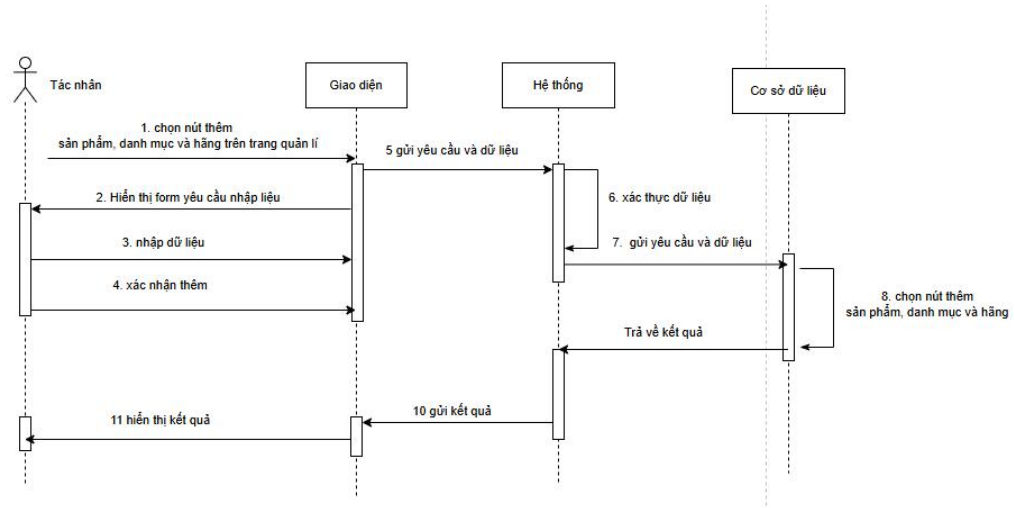 Tác nhân
Giao diện
Hệ thống
Cơ sở dữ liệu
1. chọn nút thêm
sản phẩm, danh mục và hãng trên trang quản lí
5 gửi yêu cầu và dữ liệu
2. Hiển thị form yêu cầu nhập liệu
6. xác thực dữ liệu
3. nhập dữ liệu
7. gửi yêu cầu và dữ liệu
4. xác nhận thêm
8. chọn nút thêm
sản phẩm, danh mục và hãng
Trả về kết quả
10 gửi kết quả
11 hiển thị kết quả